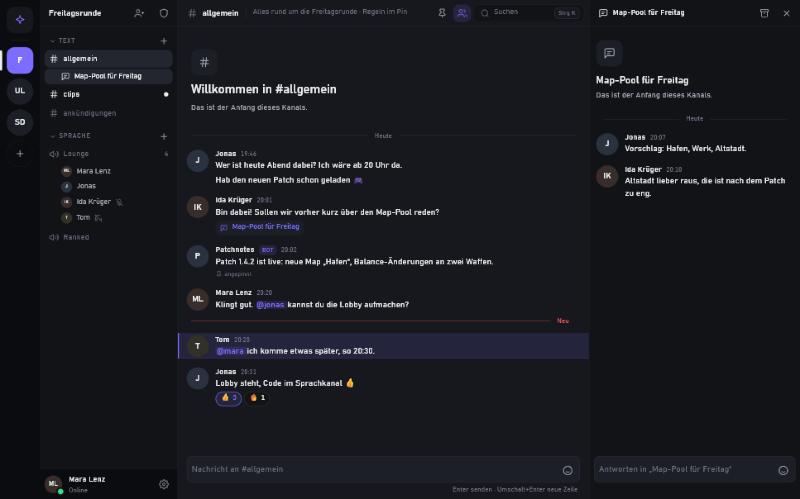 Freitagsrunde
F
UL
SD
TEXT
allgemein
Map-Pool für Freitag
clips
ankündigungen
SPRACHE
Lounge 4
ML Mara Lenz
J Jonas
IK Ida Krüger
T Tom
Ranked
ML Mara Lenz
Online
# allgemein Alles rund um die Freitagsrunde · Regeln im Pin
Suchen Strg K
#
Willkommen in #allgemein
Das ist der Anfang dieses Kanals.
Heute
J Jonas 19:46
Wer ist heute Abend dabei? Ich wäre ab 20 Uhr da.
Hab den neuen Patch schon geladen
IK Ida Krüger 20:01
Bin dabei! Sollen wir vorher kurz über den Map-Pool reden?
Map-Pool für Freitag
P Patchnotes BOT 20:02
Patch 1.4.2 ist live: neue Map „Hafen“, Balance-Änderungen an zwei Waffen.
angepinnt
ML Mara Lenz 20:20
Klingt gut. @jonas kannst du die Lobby aufmachen?
Neu
T Tom 20:28
@mara ich komme etwas später, so 20:30.
J Jonas 20:31
Lobby steht, Code im Sprachkanal
3 1
Nachricht an #allgemein
Enter senden · Umschalt+Enter neue Zeile
Map-Pool für Freitag
Map-Pool für Freitag
Das ist der Anfang dieses Kanals.
Heute
J Jonas 20:07
Vorschlag: Hafen, Werk, Altstadt.
IK Ida Krüger 20:10
Altstadt lieber raus, die ist nach dem Patch
zu eng.
Antworten in „Map-Pool für Freitag“